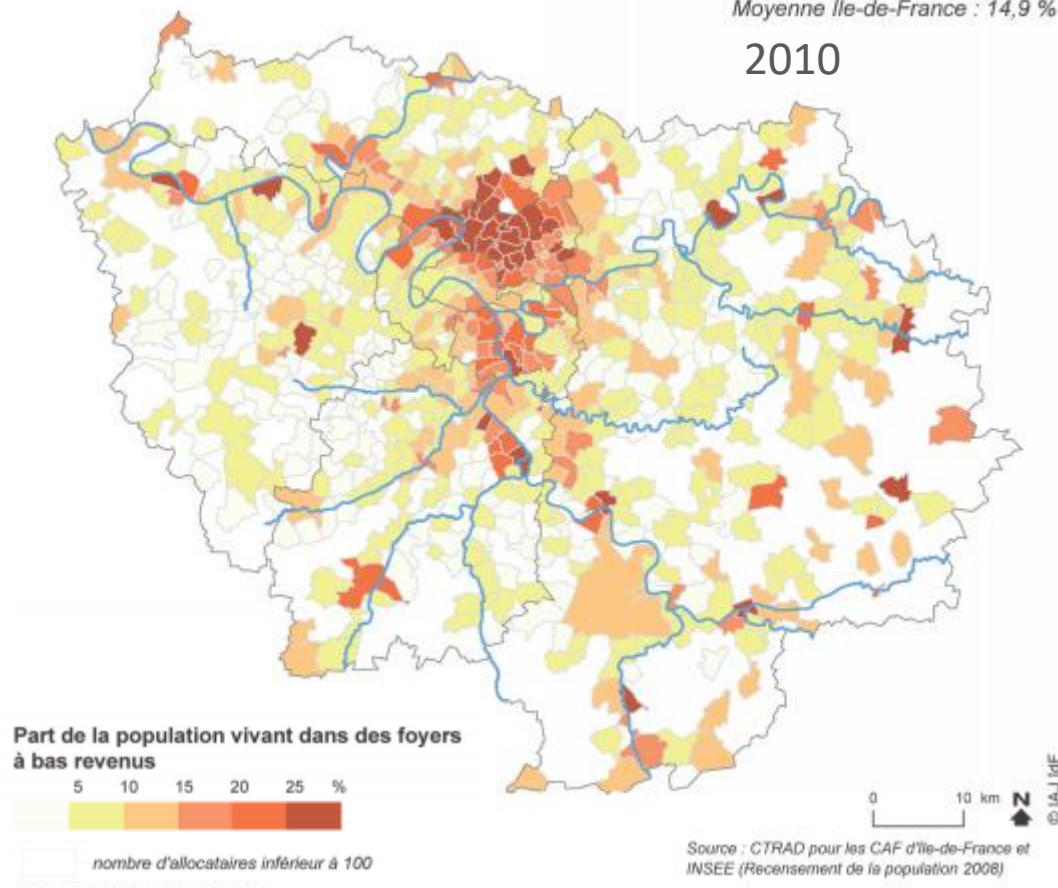 Moyenne Ile-de-France : 14,9 %
2010
Part de la population vivant dans des foyers
à bas revenus
5 10 15 20 25 %
nombre d'allocataires inférieur à 100
0 10 km N
© IAU IdF
Source : CTRAD pour les CAF d'Ile-de-France et
INSEE (Recensement de la population 2008)